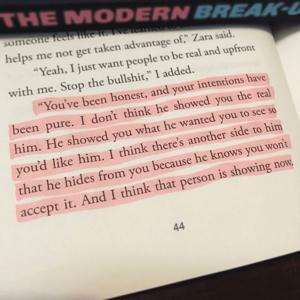 THE MODERN BREAK-U
someone feels like it. I've
helps me not get taken advantage of," Zara said.
"Yeah, I just want people to be real and upfront
with me. Stop the bullshit," I added.
"You've been honest, and your intentions have
been pure. I don't think he showed you the real
him. He showed you what he wanted you to see so
you'd like him. I think there's another side to him
that he hides from you because he knows you won't
accept it. And I think that person is showing now,
44